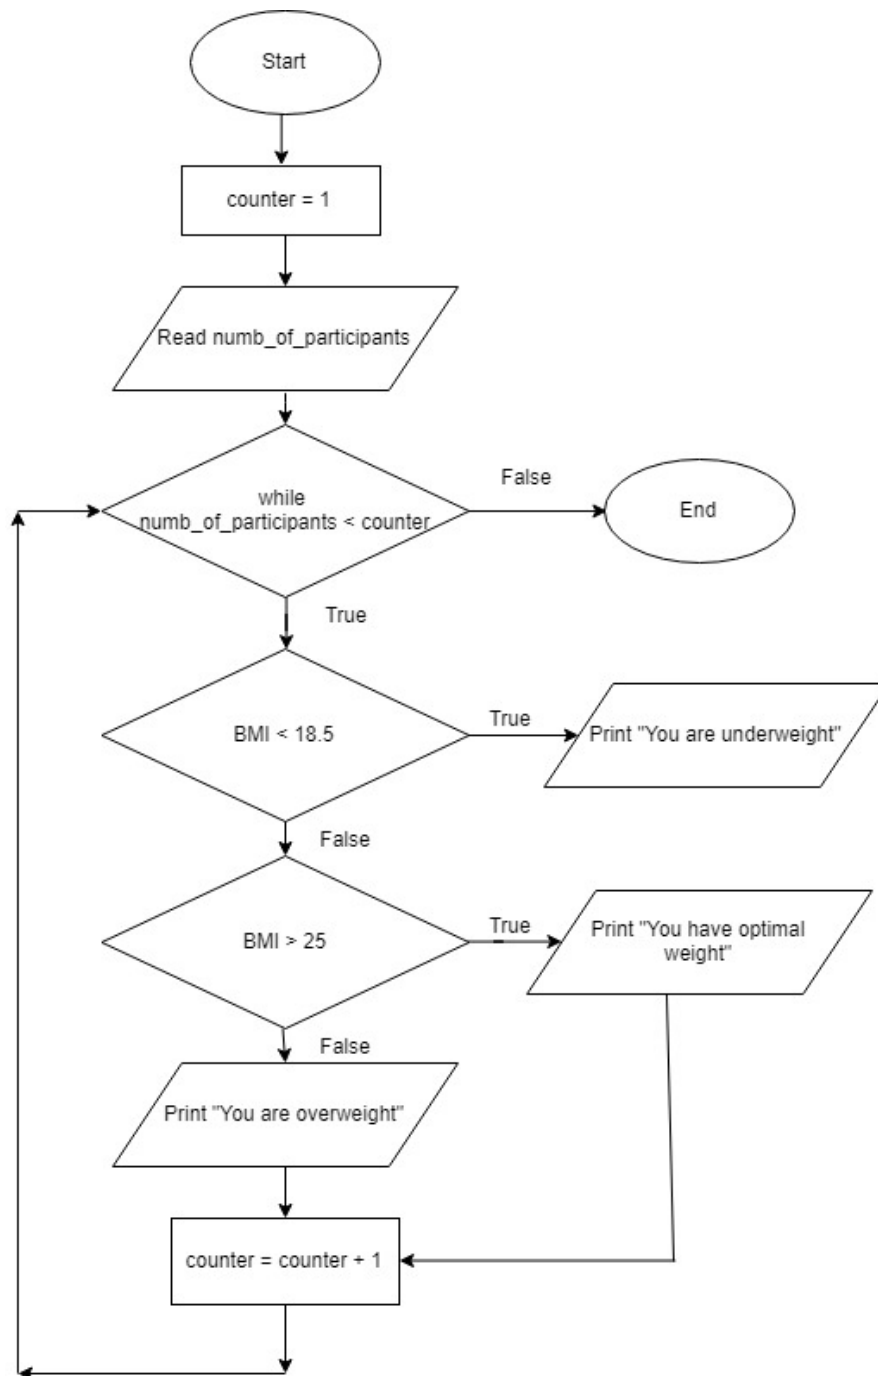 Start
counter = 1
Read numb_of_participants
while
numb_of_participants < counter
False
End
True
BMI < 18.5
True
Print "You are underweight"
False
BMI > 25
True
Print "You have optimal
weight"
False
Print "You are overweight"
counter = counter + 1